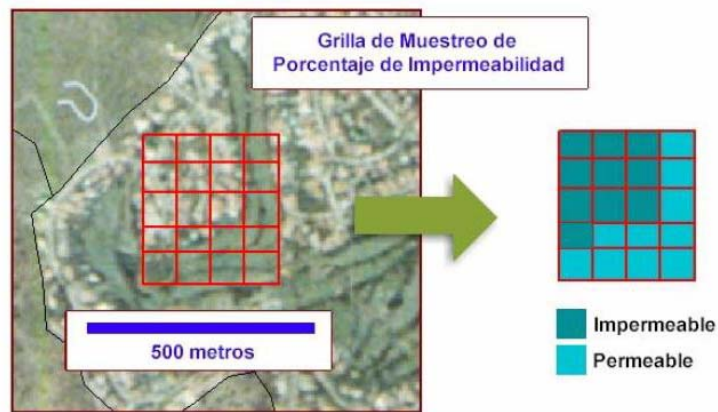 Grilla de Muestreo de
Porcentaje de Impermeabilidad
500 metros
Impermeable
Permeable